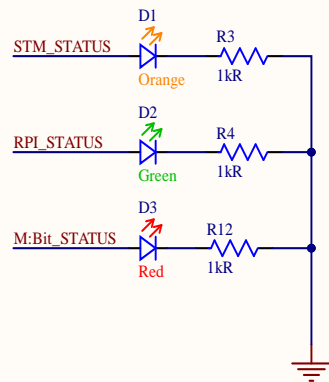 D1
STM_STATUS
R3
Orange
1kR
D2
RPI_STATUS
R4
Green
1kR
D3
M:Bit_STATUS
R12
Red
1kR